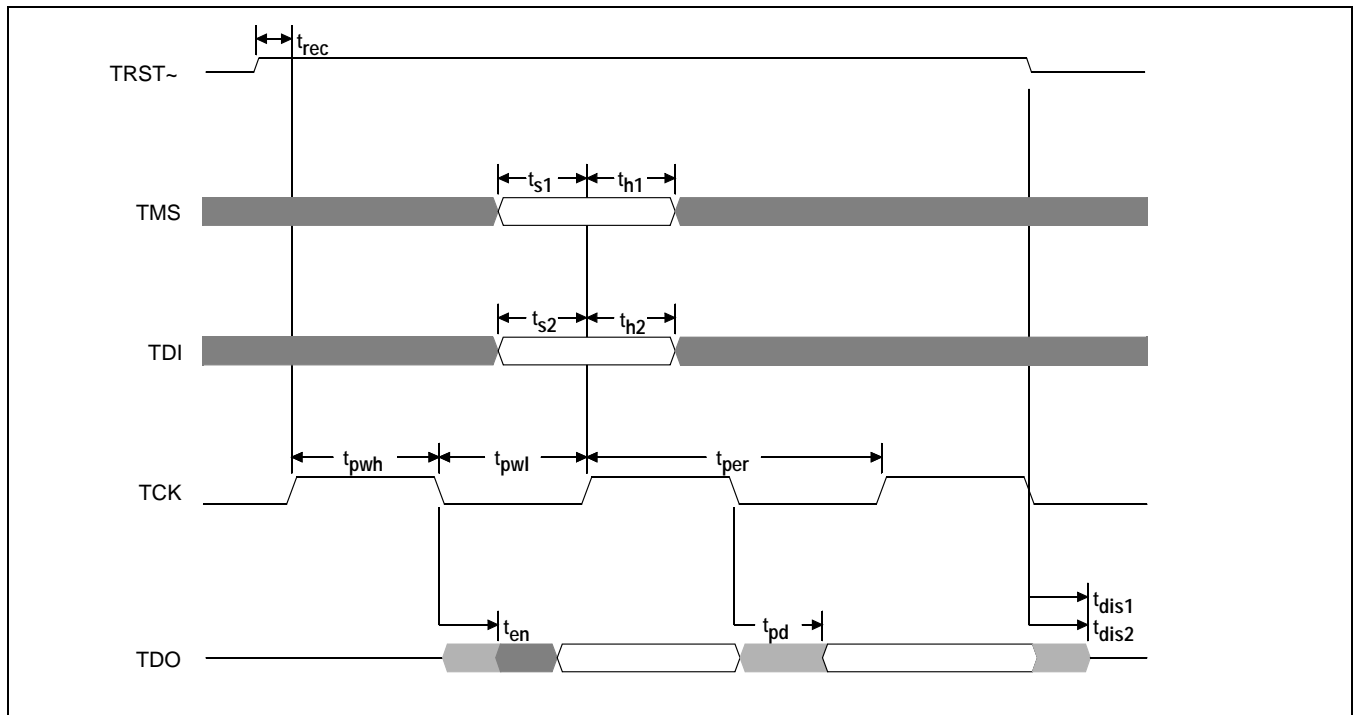 trec
TRST~
ts1 th1
TMS
ts2 th2
TDI
tpwh tpwl tper
TCK
tdis1
ten tpd tdis2
TDO